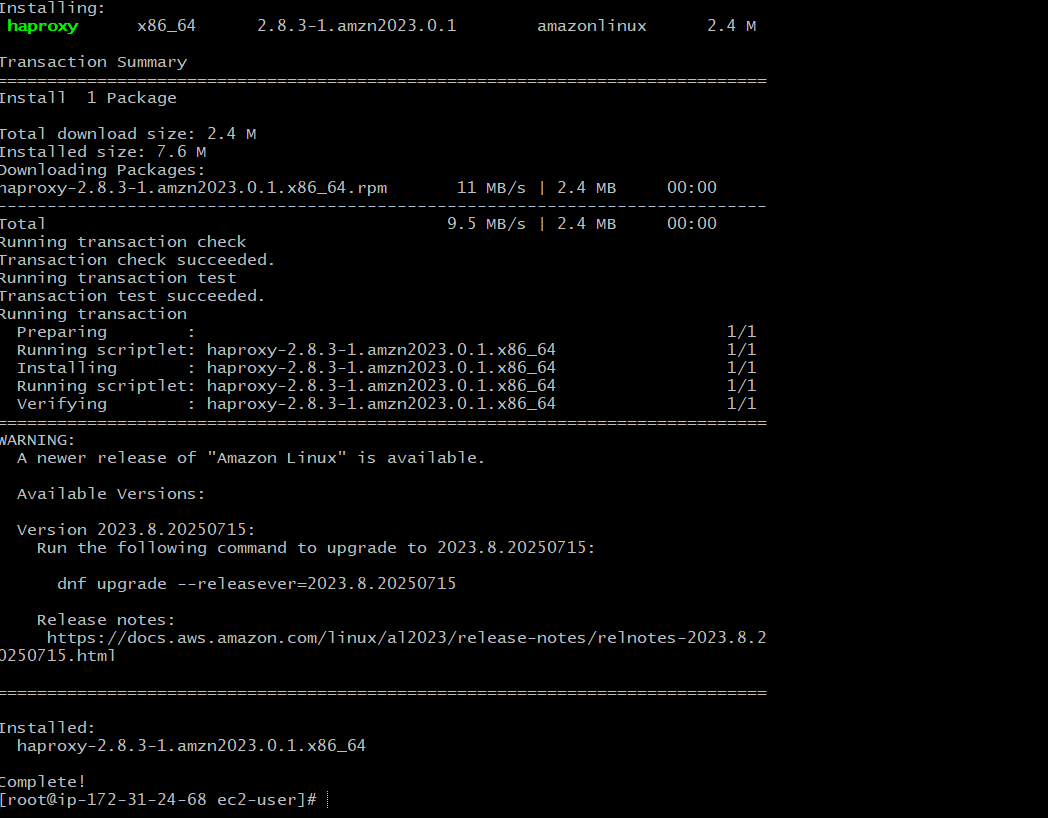 Installing:
haproxy x86_64 2.8.3-1.amzn2023.0.1 amazonlinux 2.4 M
Transaction Summary
================================================================================
Install 1 Package
Total download size: 2.4 M
Installed size: 7.6 M
Downloading Packages:
haproxy-2.8.3-1.amzn2023.0.1.x86_64.rpm 11 MB/s | 2.4 MB 00:00
--------------------------------------------------------------------------------
Total 9.5 MB/s | 2.4 MB 00:00
Running transaction check
Transaction check succeeded.
Running transaction test
Transaction test succeeded.
Running transaction
Preparing : 1/1
Running scriptlet: haproxy-2.8.3-1.amzn2023.0.1.x86_64 1/1
Installing : haproxy-2.8.3-1.amzn2023.0.1.x86_64 1/1
Running scriptlet: haproxy-2.8.3-1.amzn2023.0.1.x86_64 1/1
Verifying : haproxy-2.8.3-1.amzn2023.0.1.x86_64 1/1
================================================================================
WARNING:
A newer release of "Amazon Linux" is available.
Available Versions:
Version 2023.8.20250715:
Run the following command to upgrade to 2023.8.20250715:
dnf upgrade --releasever=2023.8.20250715
Release notes:
https://docs.aws.amazon.com/linux/al2023/release-notes/relnotes-2023.8.2
0250715.html
================================================================================
Installed:
haproxy-2.8.3-1.amzn2023.0.1.x86_64
Complete!
[root@ip-172-31-24-68 ec2-user]#